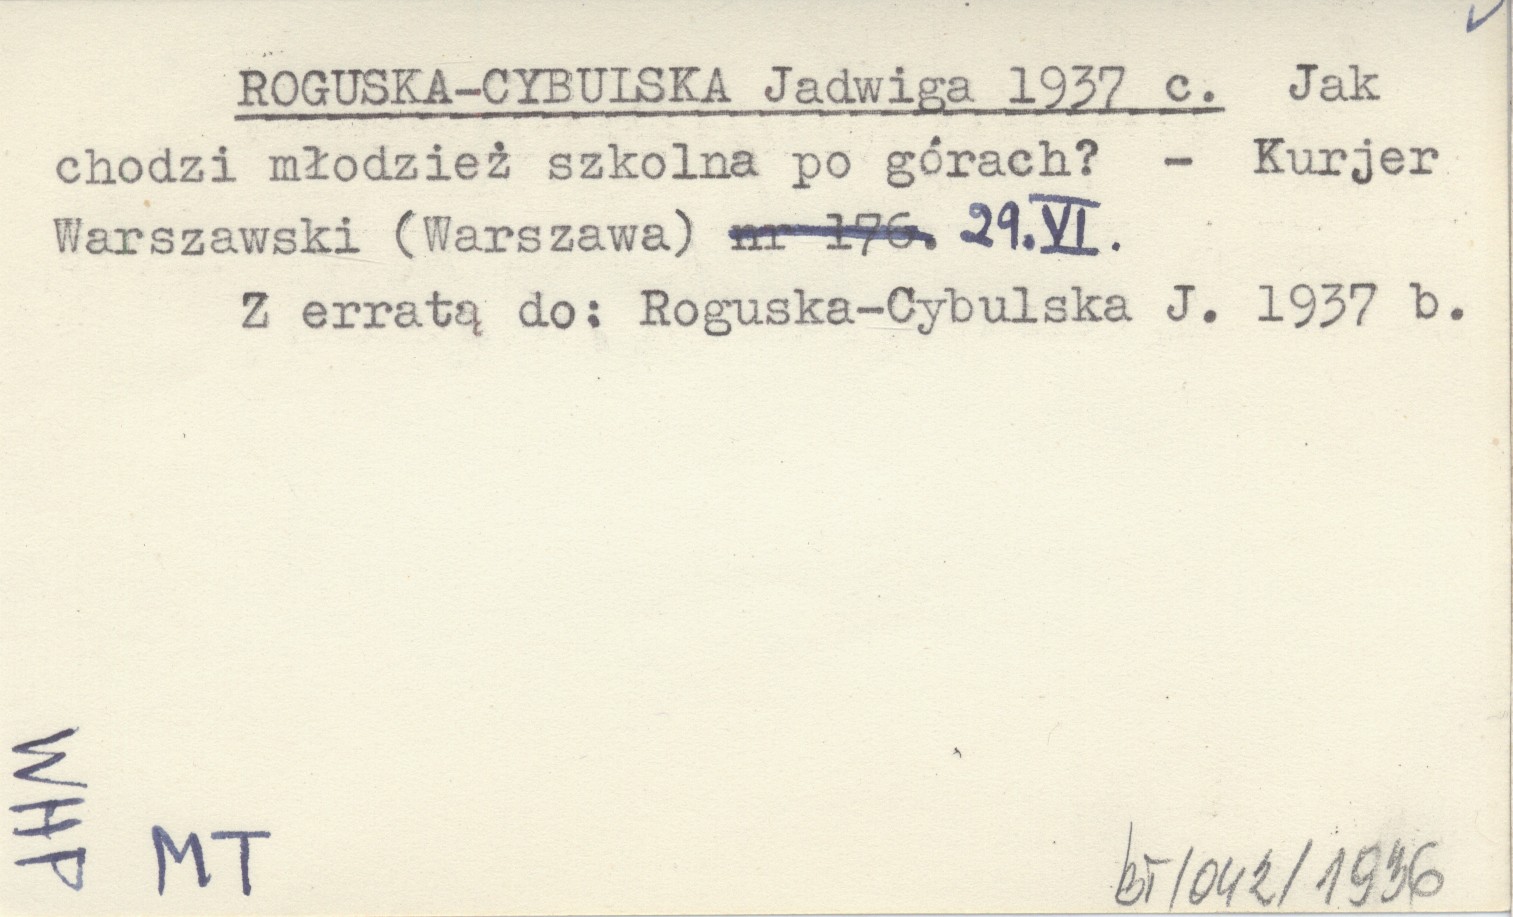 ROGUSKA-CYBULSKA Jadwiga 1937 c. Jak
chodzi młodzież szkolna po górach? - Kurjer
Warszawski (Warszawa) nr 176. 29.VI.
Z erratą do: Roguska-Cybulska J. 1937 b.
WHP
MT
/042/1936